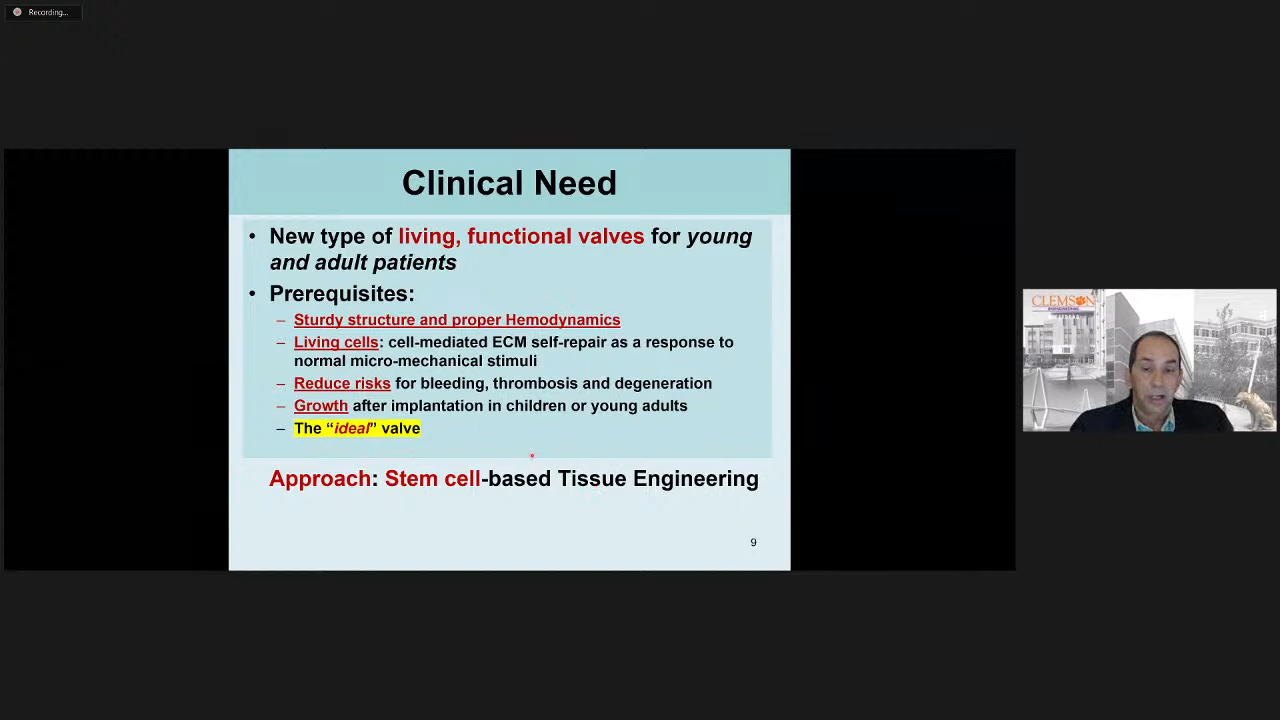 Recording...
Clinical Need
• New type of living, functional valves for young
and adult patients
• Prerequisites:
– Sturdy structure and proper Hemodynamics
– Living cells: cell-mediated ECM self-repair as a response to
normal micro-mechanical stimuli
– Reduce risks for bleeding, thrombosis and degeneration
– Growth after implantation in children or young adults
– The “ideal” valve
Approach: Stem cell-based Tissue Engineering
9
CLEMSON